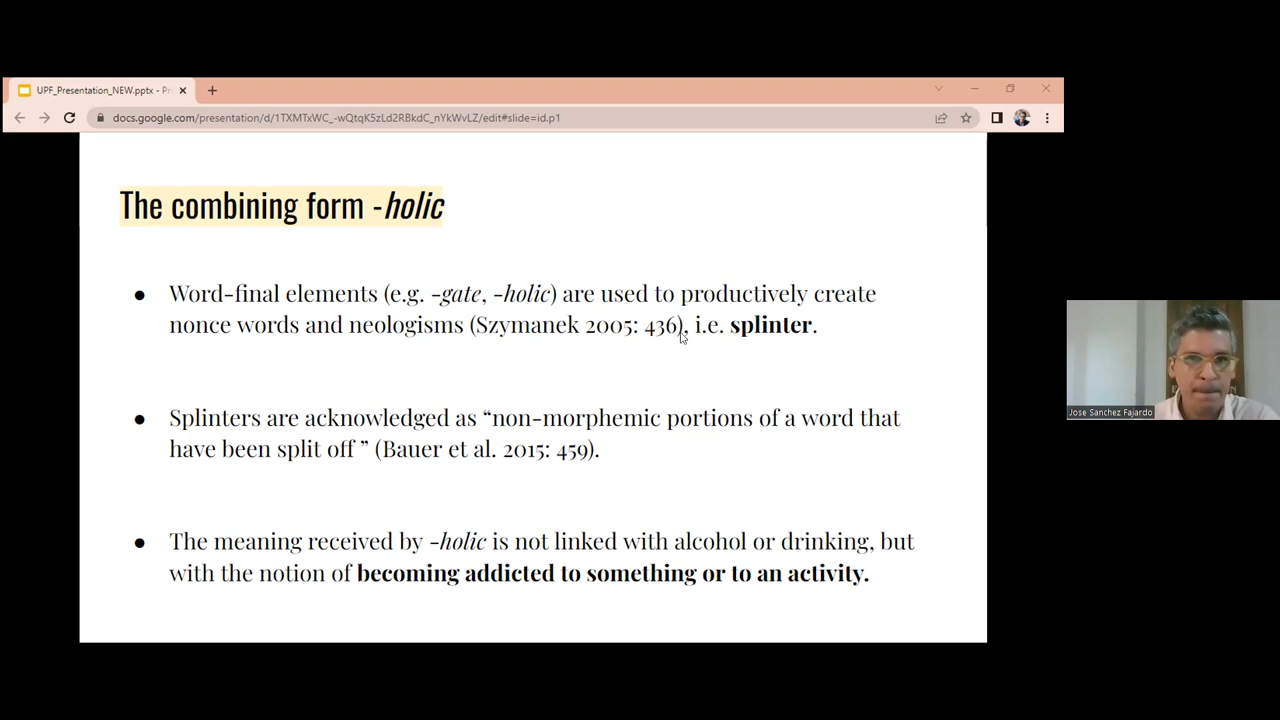 UPF_Presentation_NEW.pptx - Pr
docs.google.com/presentation/d/1TXMTxWC_-wQtqK5zLd2RBkdC_nYkWvLZ/edit#slide=id.p1
The combining form -holic
● Word-final elements (e.g. -gate, -holic) are used to productively create
nonce words and neologisms (Szymanek 2005: 436), i.e. splinter.
● Splinters are acknowledged as “non-morphemic portions of a word that
have been split off ” (Bauer et al. 2015: 459).
● The meaning received by -holic is not linked with alcohol or drinking, but
with the notion of becoming addicted to something or to an activity.
Jose Sanchez Fajardo